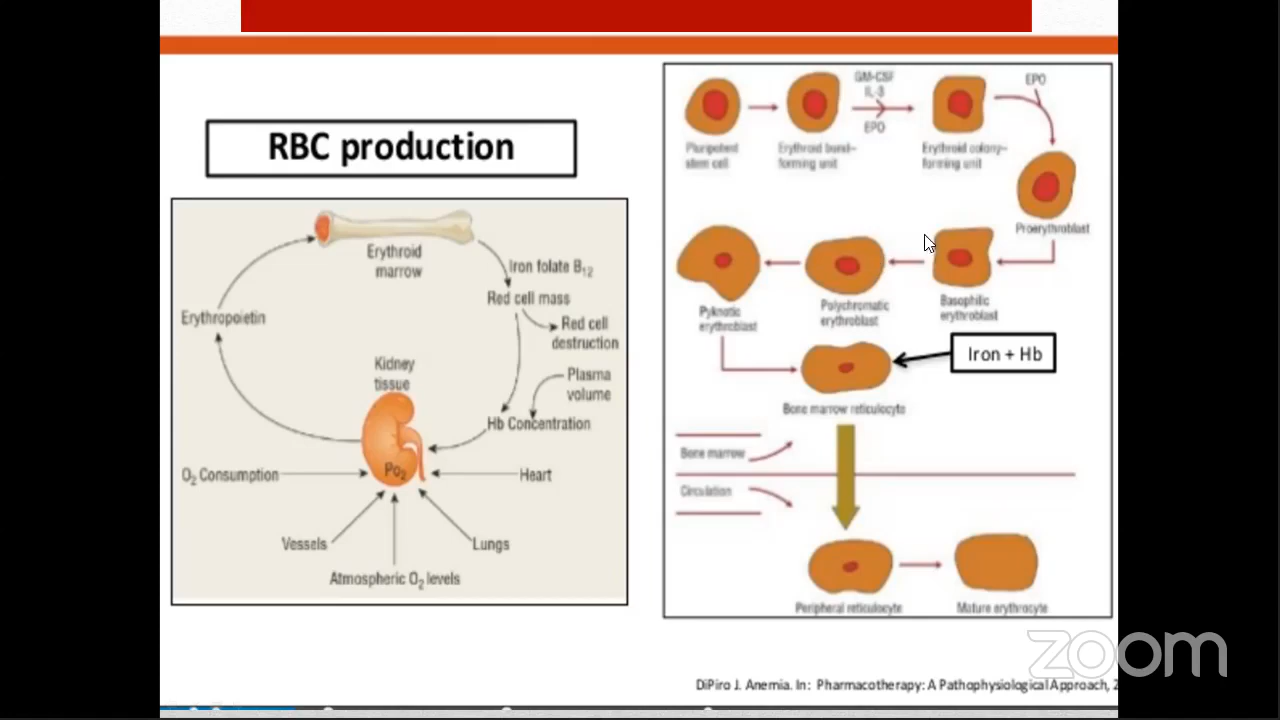 RBC production
Erythroid
marrow
Iron folate B12
Red cell mass
Red cell
destruction
Erythropoietin
Kidney
tissue
Plasma
volume
Hb Concentration
Po2
O2 Consumption
Heart
Vessels
Lungs
Atmospheric O2 levels
GM-CSF
IL-3
EPO
EPO
Pluripotent
stem cell
Erythroid burst-
forming unit
Erythroid colony-
forming unit
Proerythroblast
Pyknotic
erythroblast
Polychromatic
erythroblast
Basophilic
erythroblast
Iron + Hb
Bone marrow reticulocyte
Bone marrow
Circulation
Peripheral reticulocyte
Mature erythrocyte
zoom
DiPiro J. Anemia. In: Pharmacotherapy: A Pathophysiological Approach, 2